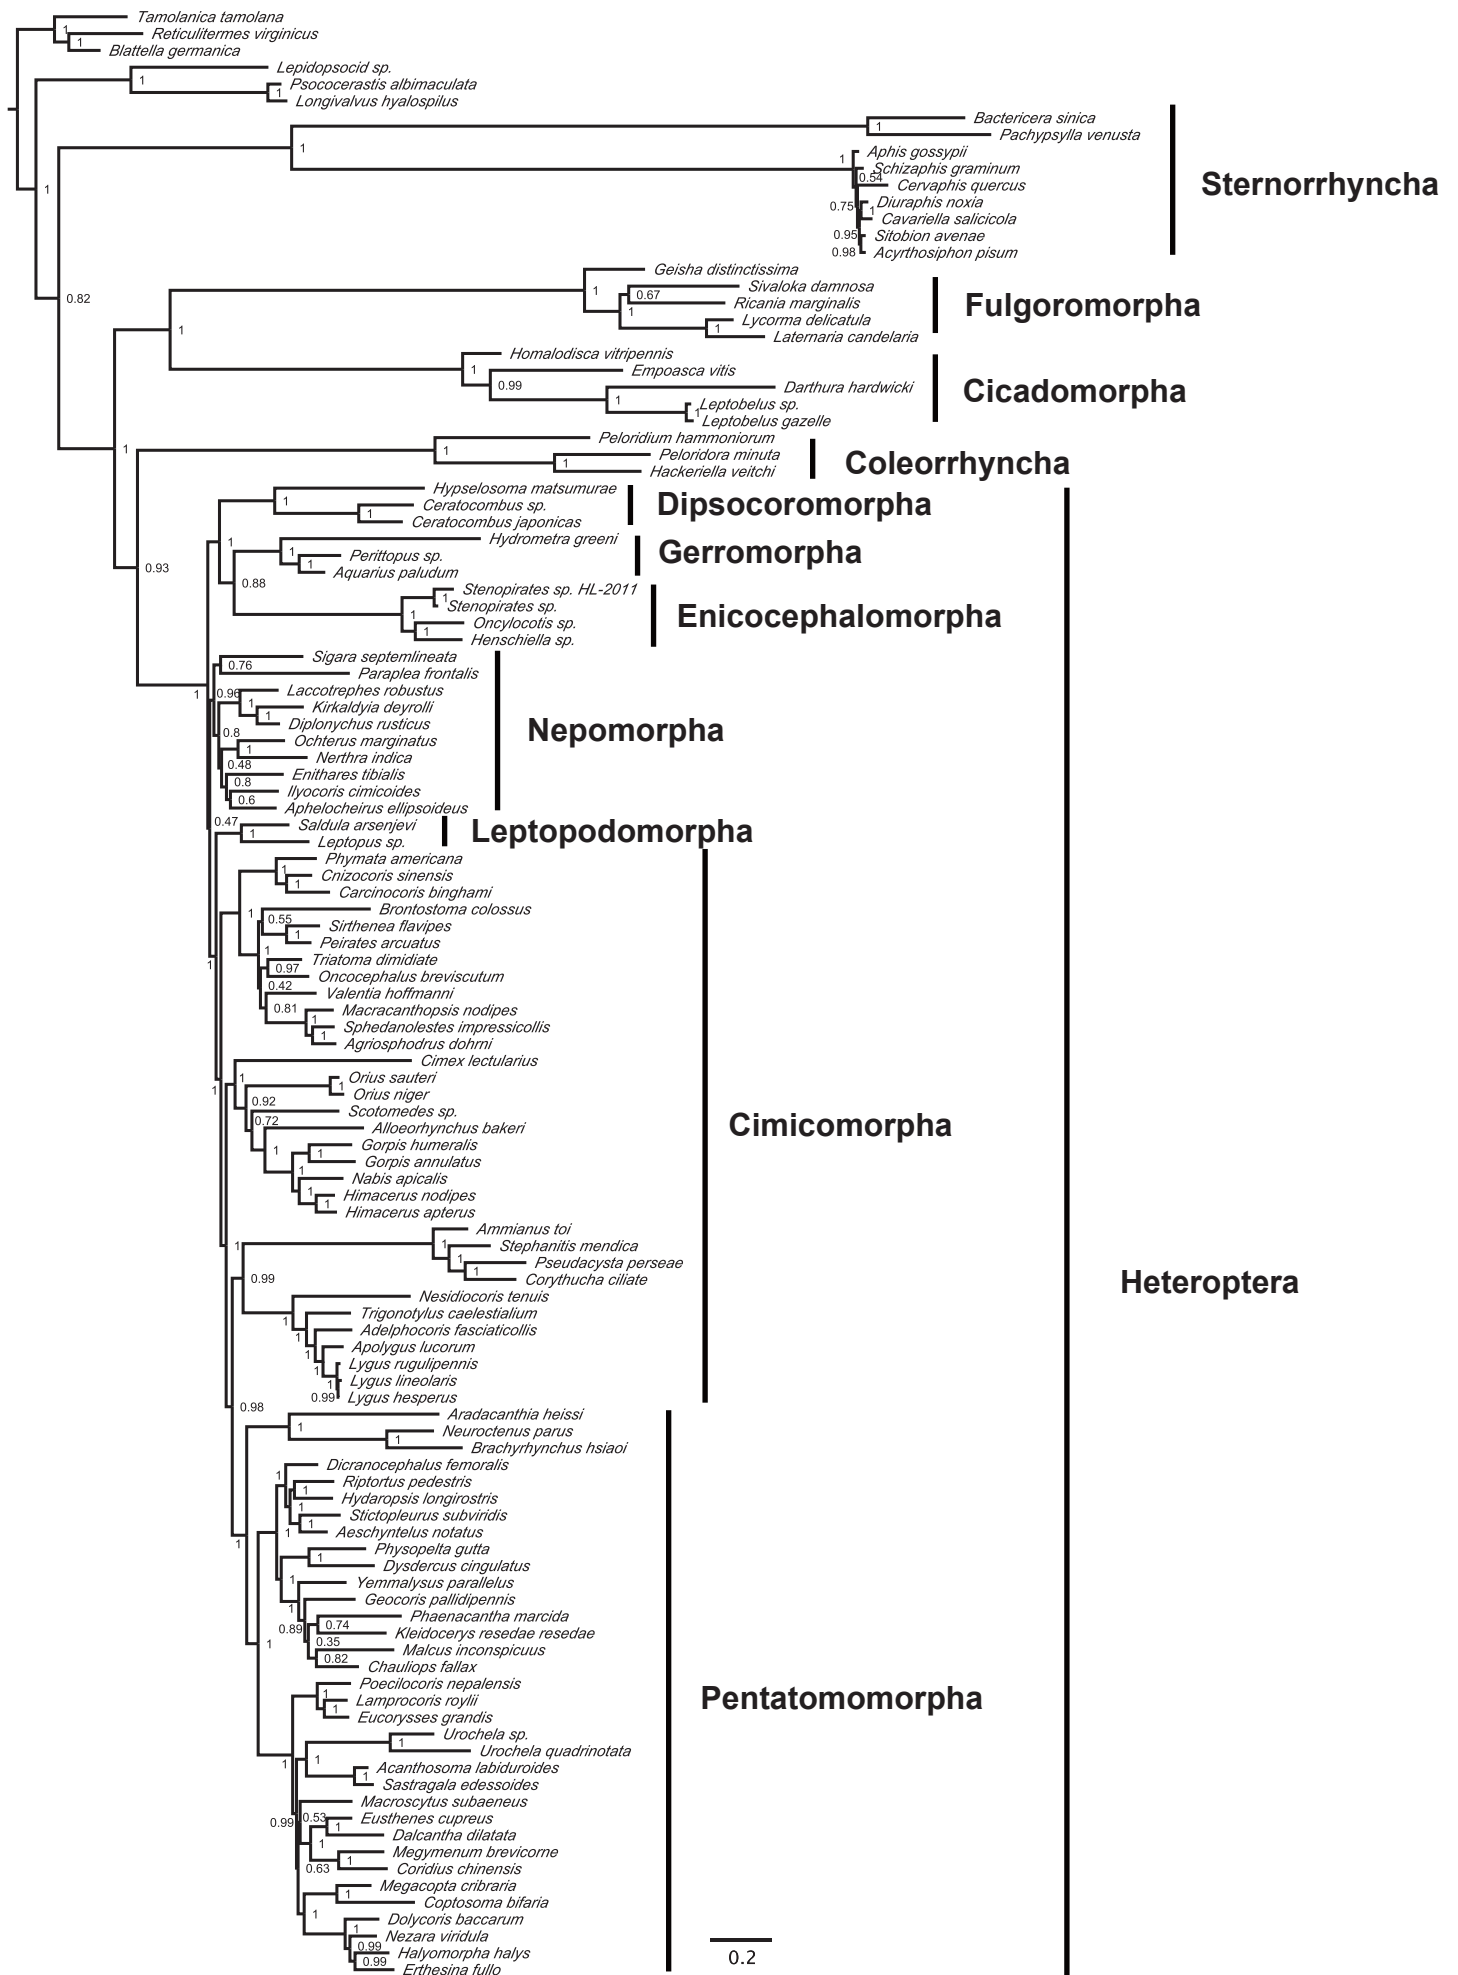 Tamolanica tamolana
1
Reticulitermes virginicus
1
Blattella germanica
Lepidopsocid sp.
1
Psococerastis albimaculata
1
Longivalvus hyalospilus
Bactericera sinica
1
Pachypsylla venusta
1
Aphis gossypii
1
Schizaphis graminum
0.54
Cervaphis quercus
Sternorrhyncha
1
Diuraphis noxia
0.75
1
Cavariella salicicola
0.95
Sitobion avenae
0.98
Acyrthosiphon pisum
Geisha distinctissima
Sivaloka damnosa
1
0.67
0.82
Ricania marginalis
Fulgoromorpha
1
Lycorma delicatula
1
1
Laternaria candelaria
Homalodisca vitripennis
1
Empoasca vitis
0.99
Darthura hardwicki
Cicadomorpha
1
Leptobelus sp.
1
Leptobelus gazelle
Peloridium hammoniorum
1
1
Peloridora minuta
1
Hackeriella veitchi
Coleorrhyncha
Hypselosoma matsumurae
1
Ceratocombus sp.
Dipsocoromorpha
1
Ceratocombus japonicas
Hydrometra greeni
1
1
Perittopus sp.
Gerromorpha
1
0.93
Aquarius paludum
0.88
Stenopirates sp. HL-2011
1
Stenopirates sp.
1
Oncylocotis sp.
Enicocephalomorpha
1
Henschiella sp.
Sigara septemlineata
0.76
Paraplea frontalis
1
0.96
Laccotrephes robustus
1
Kirkaldyia deyrolli
1
Diplonychus rusticus
Nepomorpha
0.8
Ochterus marginatus
1
Nerthra indica
0.48
Enithares tibialis
0.8
Ilyocoris cimicoides
0.6
Aphelocheirus ellipsoideus
0.47
Saldula arsenjevi
1
Leptopodomorpha
Leptopus sp.
Phymata americana
1
Cnizocoris sinensis
1
Carcinocoris binghami
1
Brontostoma colossus
0.55
Sirthenea flavipes
1
Peirates arcuatus
1
1
Triatoma dimidiate
0.97
Oncocephalus breviscutum
0.42
Valentia hoffmanni
0.81
Macracanthopsis nodipes
1
Sphedanolestes impressicollis
1
Agriosphodrus dohrni
Cimex lectularius
1
1
Orius sauteri
1
Orius niger
0.92
Scotomedes sp.
0.72
Alloeorhynchus bakeri
Cimicomorpha
1
Gorpis humeralis
1
Gorpis annulatus
1
Nabis apicalis
1
Himacerus nodipes
1
Himacerus apterus
Ammianus toi
1
1
Stephanitis mendica
1
Pseudacysta perseae
1
Corythucha ciliate
0.99
Heteroptera
Nesidiocoris tenuis
1
Trigonotylus caelestialium
1
Adelphocoris fasciaticollis
1
Apolygus lucorum
1
Lygus rugulipennis
1
Lygus lineolaris
0.99
Lygus hesperus
0.98
Aradacanthia heissi
1
Neuroctenus parus
1
Brachyrhynchus hsiaoi
Dicranocephalus femoralis
1
Riptortus pedestris
1
Hydaropsis longirostris
1
Stictopleurus subviridis
1
1
Aeschyntelus notatus
1
Physopelta gutta
1
Dysdercus cingulatus
1
Yemmalysus parallelus
Geocoris pallidipennis
1
Phaenacantha marcida
0.74
0.89
Kleidocerys resedae resedae
0.35
1
Malcus inconspicuus
0.82
Chauliops fallax
Poecilocoris nepalensis
1
Lamprocoris roylii
Pentatomomorpha
1
Eucorysses grandis
Urochela sp.
1
Urochela quadrinotata
1
1
Acanthosoma labiduroides
1
Sastragala edessoides
Macroscytus subaeneus
0.99
0.53
Eusthenes cupreus
1
Dalcantha dilatata
1
Megymenum brevicorne
1
0.63
Coridius chinensis
Megacopta cribraria
1
Coptosoma bifaria
1
Dolycoris baccarum
1
Nezara viridula
0.99
Halyomorpha halys
0.99
Erthesina fullo
0.2